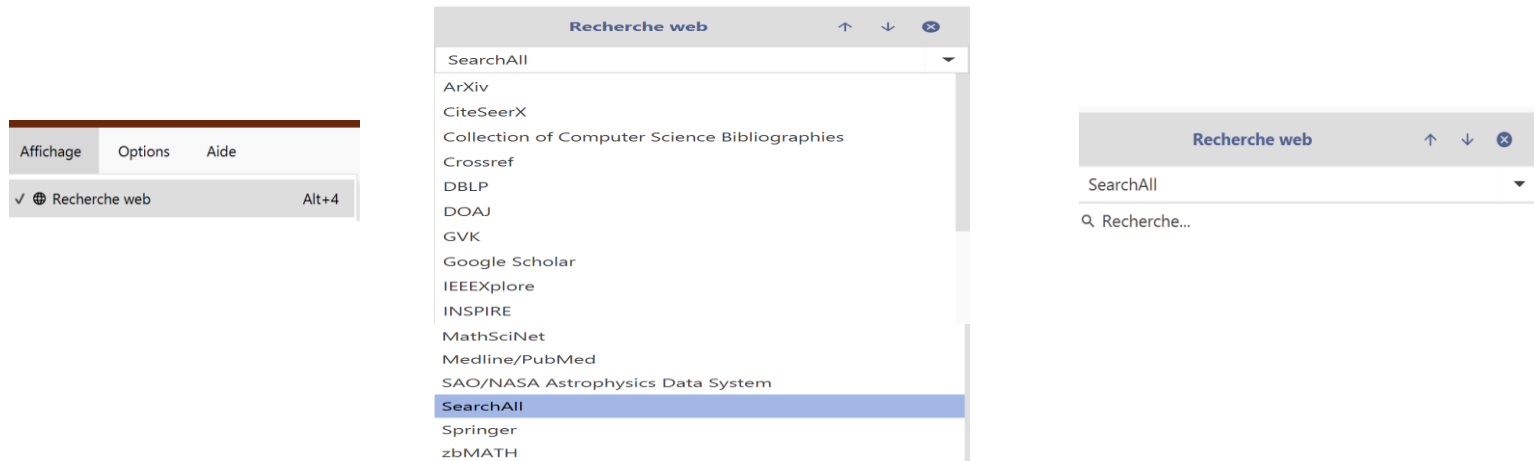 Affichage Options Aide
✓ Recherche web Alt+4
Recherche web
SearchAll
ArXiv
CiteSeerX
Collection of Computer Science Bibliographies
Crossref
DBLP
DOAJ
GVK
Google Scholar
IEEEXplore
INSPIRE
MathSciNet
Medline/PubMed
SAO/NASA Astrophysics Data System
SearchAll
Springer
zbMATH
Recherche web
SearchAll
Recherche...